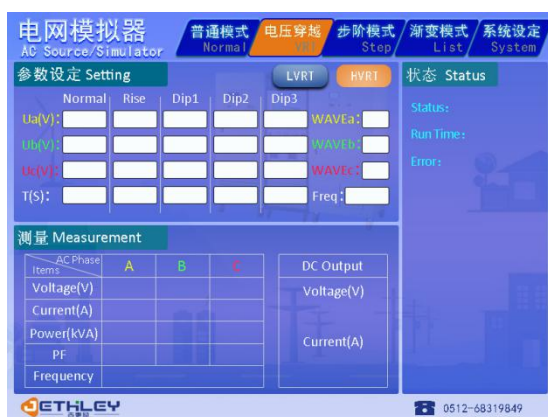 电网模拟器
AC Source/Simulator
普通模式 电压穿越 步阶模式 渐变模式 系统设定
Normal VRT Step List System
参数设定 Setting LVRT HVRT 状态 Status
Normal Rise Dip1 Dip2 Dip3
Ua(V): WAVEa:
Ub(V): WAVEb:
Uc(V): WAVEc:
T(S): Freq:
Status:
Run Time:
Error:
测量 Measurement
AC Phase
Items A B C DC Output
Voltage(V) Voltage(V)
Current(A)
Power(kVA) Current(A)
PF
Frequency
JETHLEY 0512-68319849